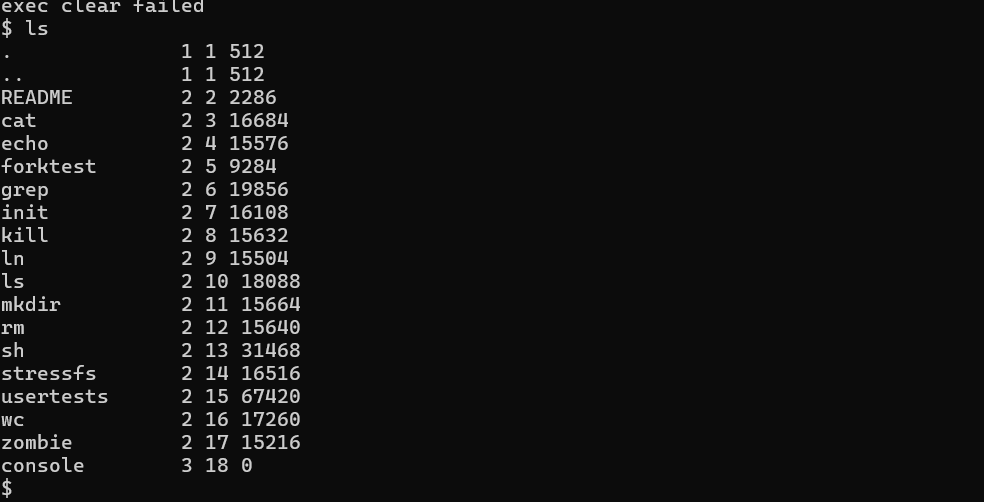 exec clear failed
$ ls
.              1 1 512
..             1 1 512
README         2 2 2286
cat            2 3 16684
echo           2 4 15576
forktest       2 5 9284
grep           2 6 19856
init           2 7 16108
kill           2 8 15632
ln             2 9 15504
ls             2 10 18088
mkdir          2 11 15664
rm             2 12 15640
sh             2 13 31468
stressfs       2 14 16516
usertests      2 15 67420
wc             2 16 17260
zombie         2 17 15216
console        3 18 0
$